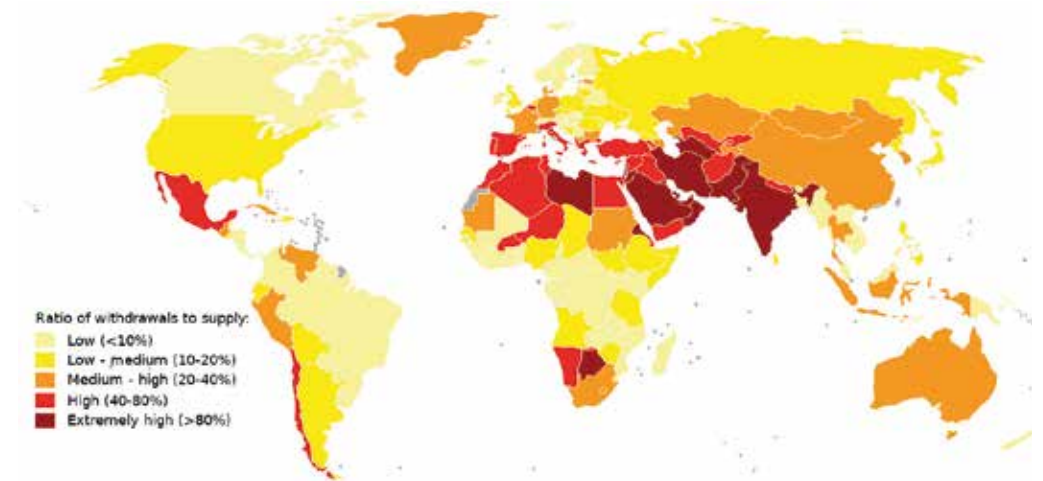 Ratio of withdrawals to supply:
Low (<10%)
Low - medium (10-20%)
Medium - high (20-40%)
High (40-80%)
Extremely high (>80%)